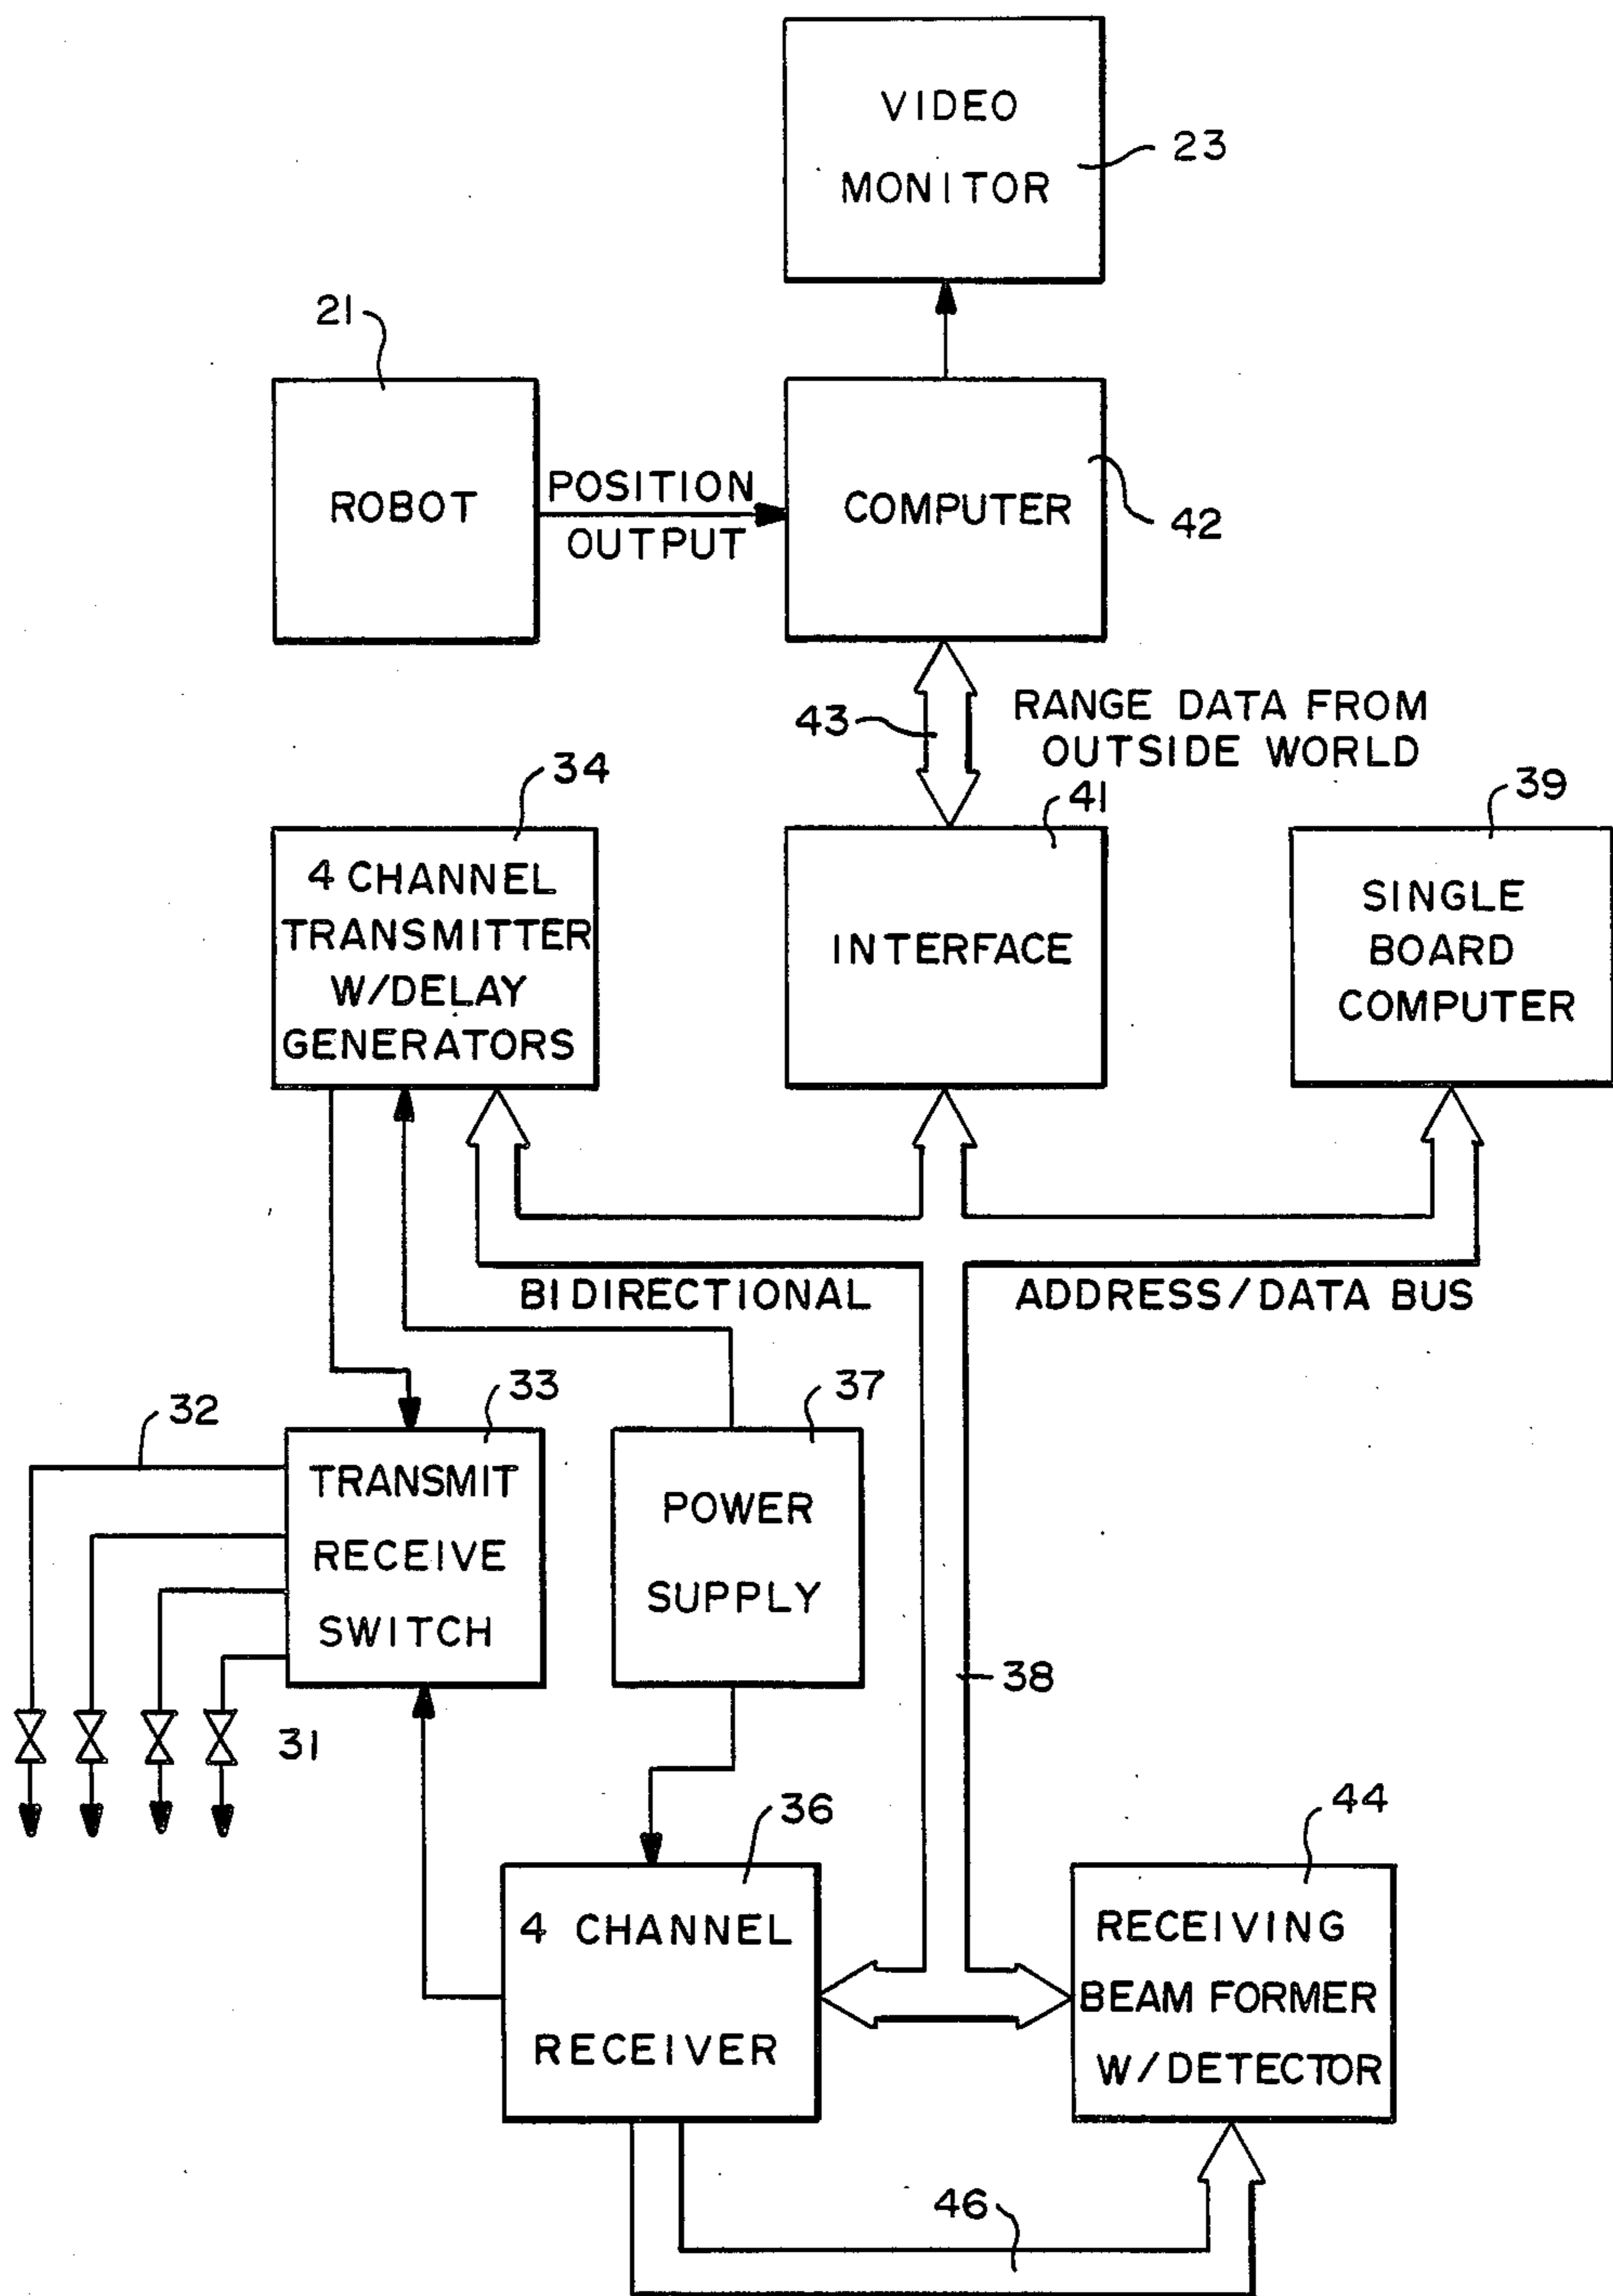 VIDEO
MONITOR
23
21
ROBOT
POSITION
OUTPUT
COMPUTER
42
43
RANGE DATA FROM
OUTSIDE WORLD
34
4 CHANNEL
TRANSMITTER
W/DELAY
GENERATORS
41
INTERFACE
39
SINGLE
BOARD
COMPUTER
BIDIRECTIONAL
ADDRESS/DATA BUS
32
33
TRANSMIT
RECEIVE
SWITCH
37
POWER
SUPPLY
31
38
36
4 CHANNEL
RECEIVER
44
RECEIVING
BEAM FORMER
W/DETECTOR
46